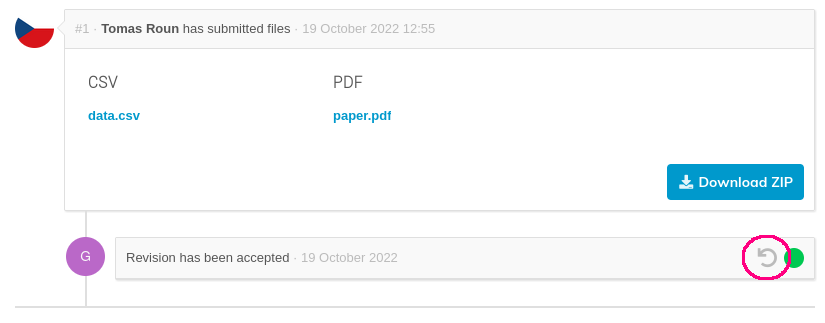 #1 · Tomas Roun has submitted files · 19 October 2022 12:55
CSV PDF
data.csv paper.pdf
Download ZIP
G Revision has been accepted · 19 October 2022